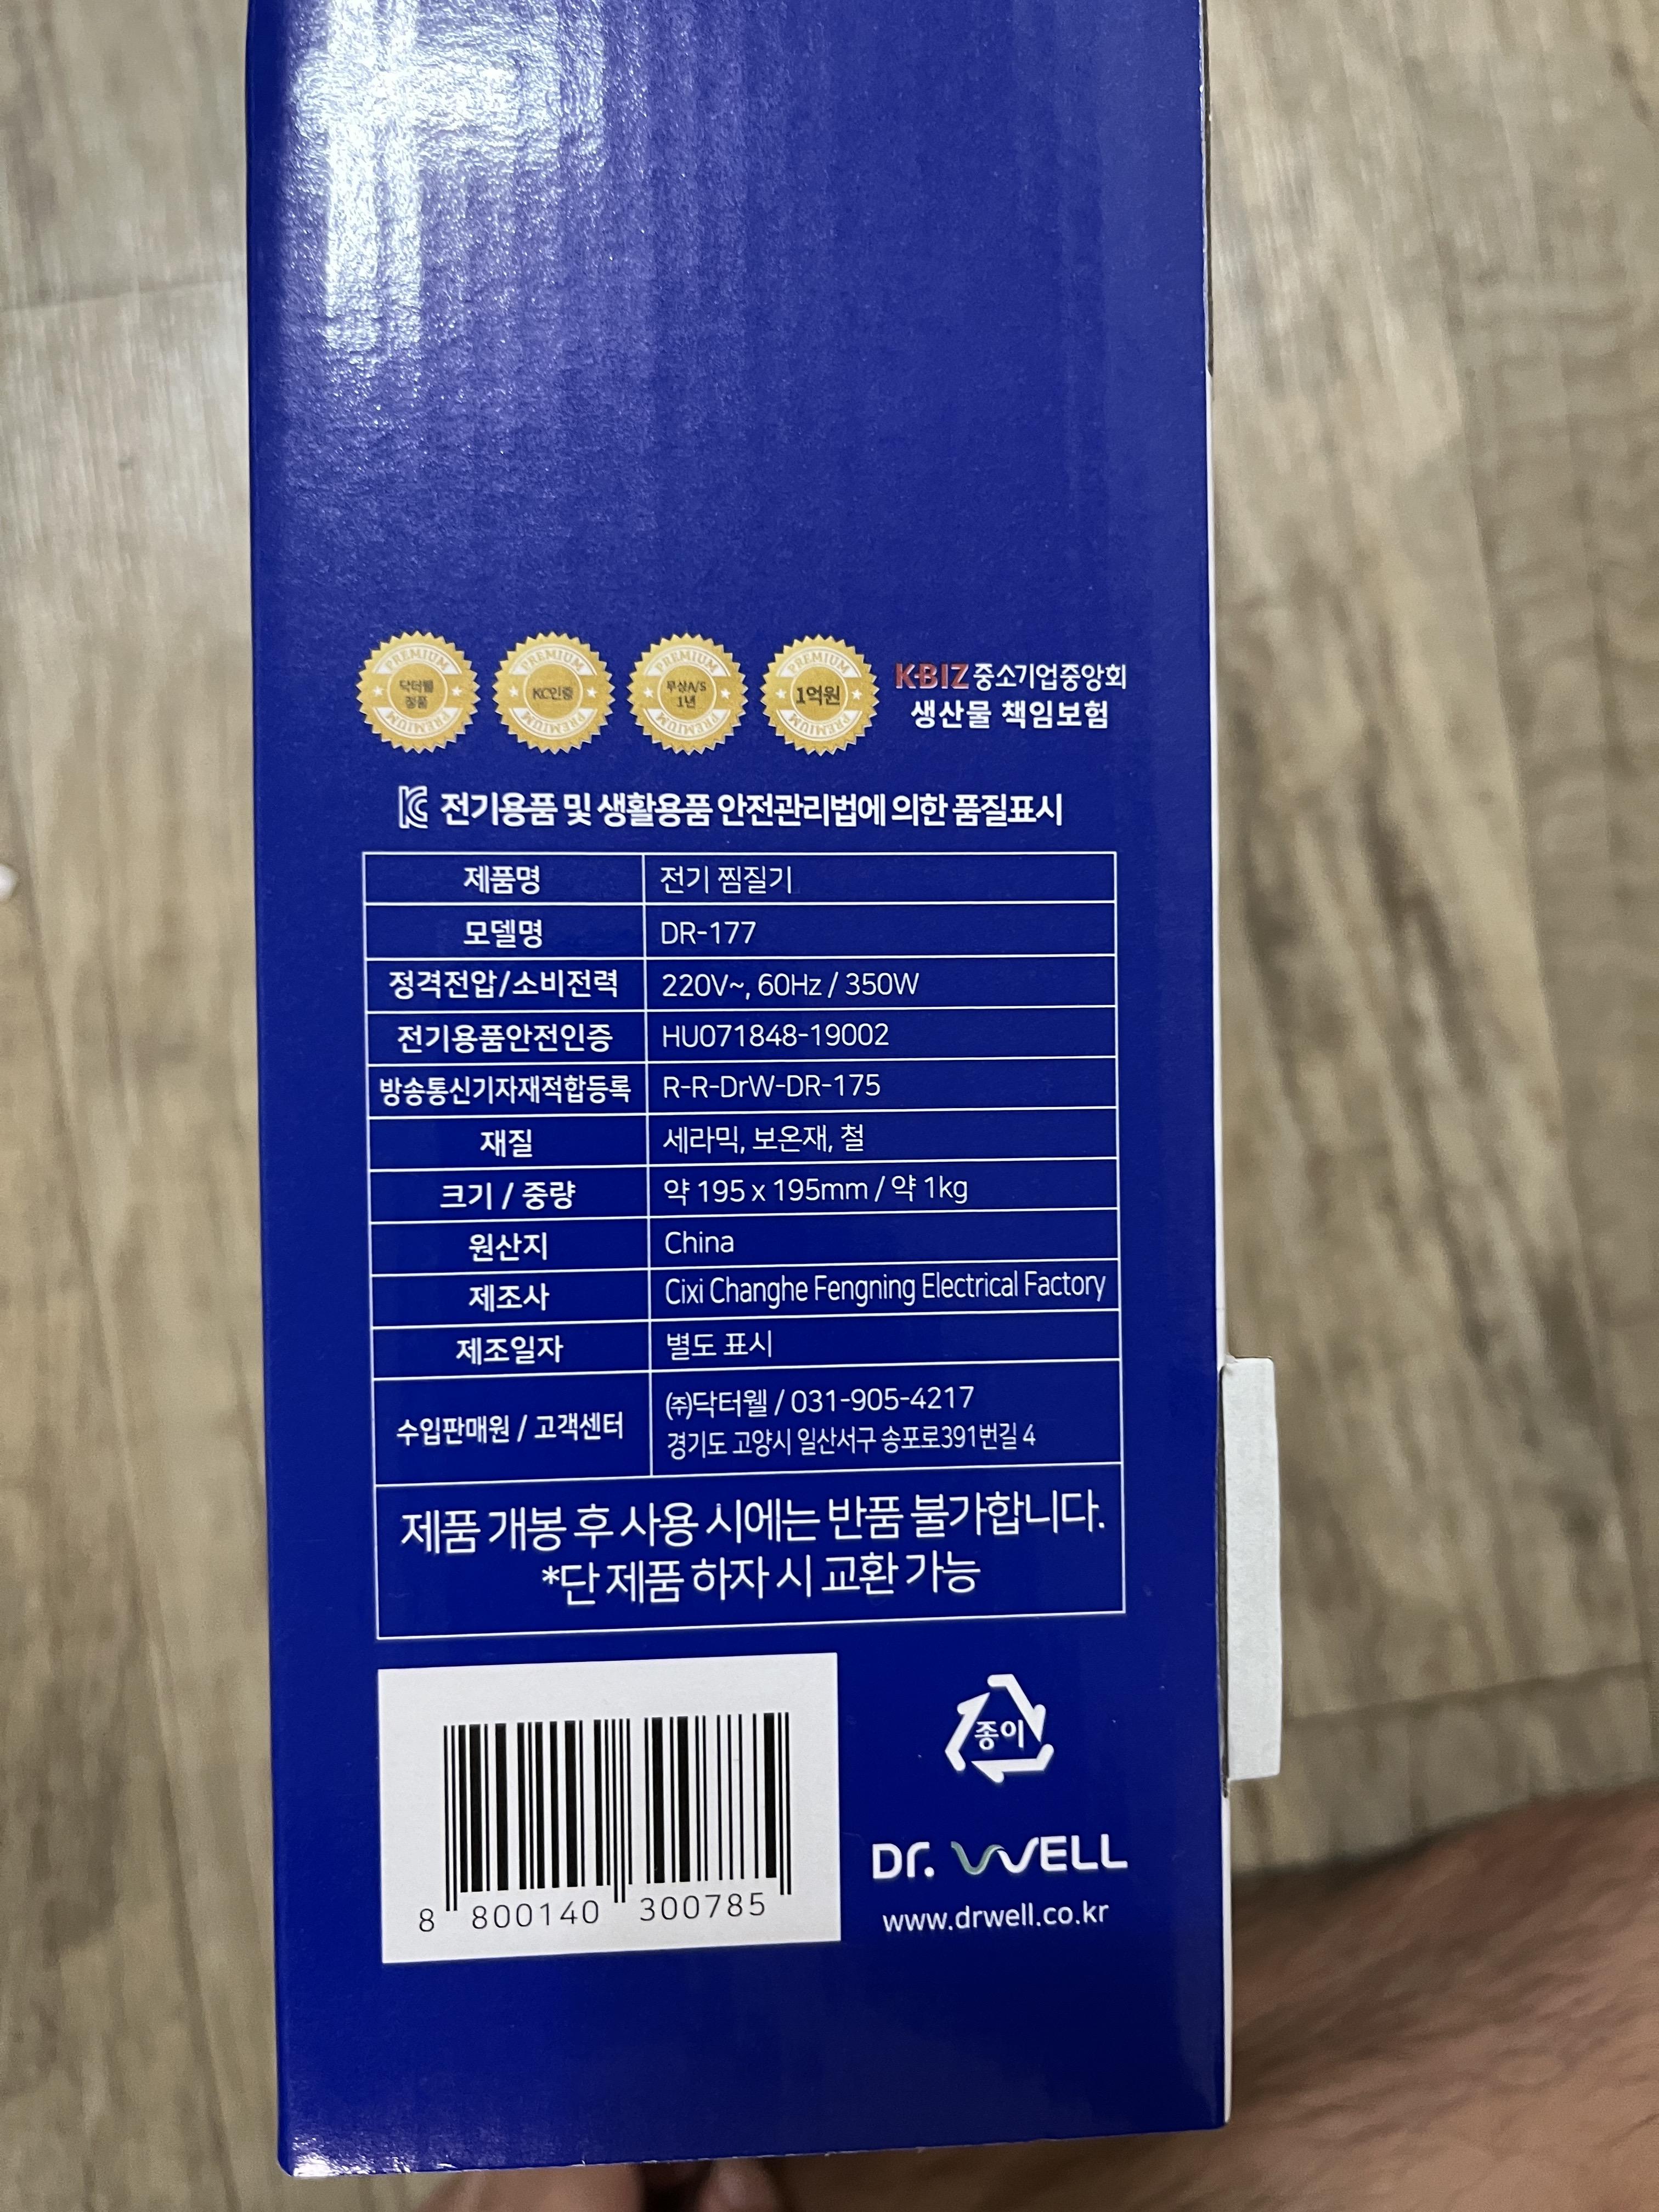 PREMIUM 닥터웰 정품 PREMIUM
PREMIUM KC인증 PREMIUM
PREMIUM 무상A/S 1년 PREMIUM
PREMIUM 1억원 PREMIUM
K-BIZ 중소기업중앙회
생산물 책임보험
KC 전기용품 및 생활용품 안전관리법에 의한 품질표시
제품명 전기 찜질기
모델명 DR-177
정격전압/소비전력 220V~, 60Hz / 350W
전기용품안전인증 HU071848-19002
방송통신기자재적합등록 R-R-DrW-DR-175
재질 세라믹, 보온재, 철
크기 / 중량 약 195 x 195mm / 약 1kg
원산지 China
제조사 Cixi Changhe Fengning Electrical Factory
제조일자 별도 표시
수입판매원 / 고객센터 ㈜닥터웰 / 031-905-4217
경기도 고양시 일산서구 송포로391번길 4
제품 개봉 후 사용 시에는 반품 불가합니다.
*단 제품 하자 시 교환 가능
8 800140 300785
종이
Dr. WELL
www.drwell.co.kr